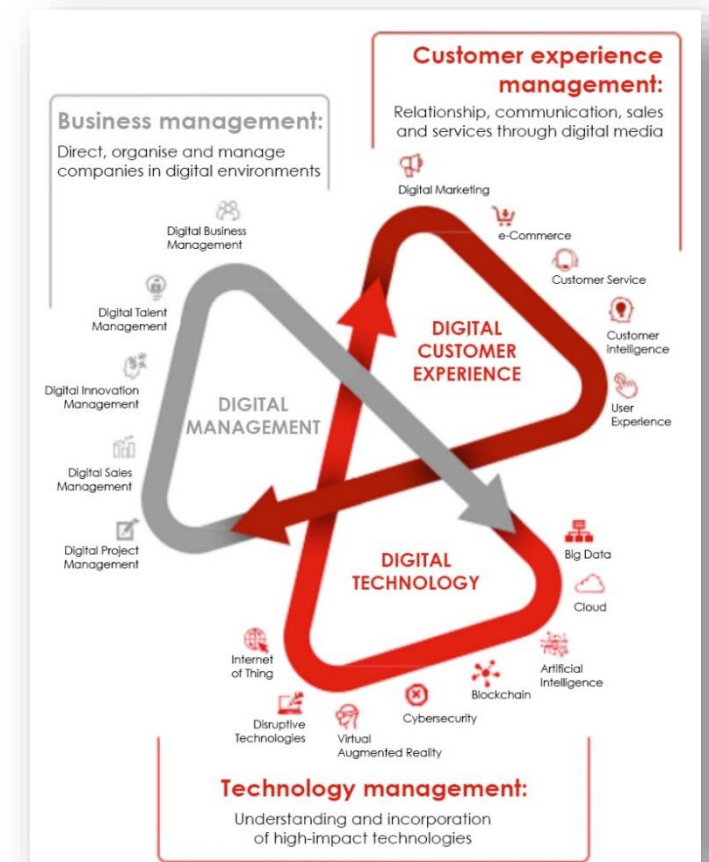 Customer experience
management:
Relationship, communication, sales
and services through digital media
Business management:
Direct, organise and manage
companies in digital environments
Digital Marketing
e-Commerce
Customer Service
Customer
Intelligence
User
Experience
Digital Business
Management
Digital Talent
Management
Digital Innovation
Management
Digital Sales
Management
Digital Project
Management
DIGITAL
CUSTOMER
EXPERIENCE
DIGITAL
MANAGEMENT
DIGITAL
TECHNOLOGY
Big Data
Cloud
Artificial
Intelligence
Blockchain
Cybersecurity
Virtual
Augmented Reality
Disruptive
Technologies
Internet
of Thing
Technology management:
Understanding and incorporation
of high-impact technologies